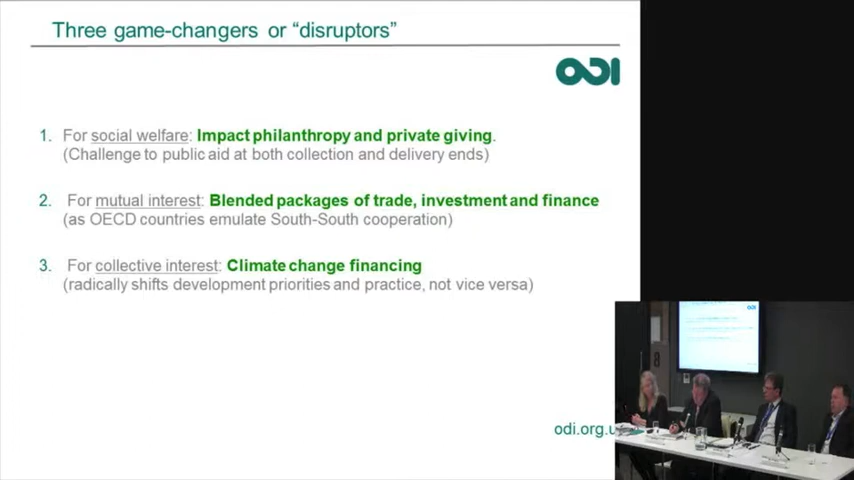 Three game-changers or “disruptors”
ODI
1. For social welfare: Impact philanthropy and private giving.
(Challenge to public aid at both collection and delivery ends)
2. For mutual interest: Blended packages of trade, investment and finance
(as OECD countries emulate South-South cooperation)
3. For collective interest: Climate change financing
(radically shifts development priorities and practice, not vice versa)
odi.org.u